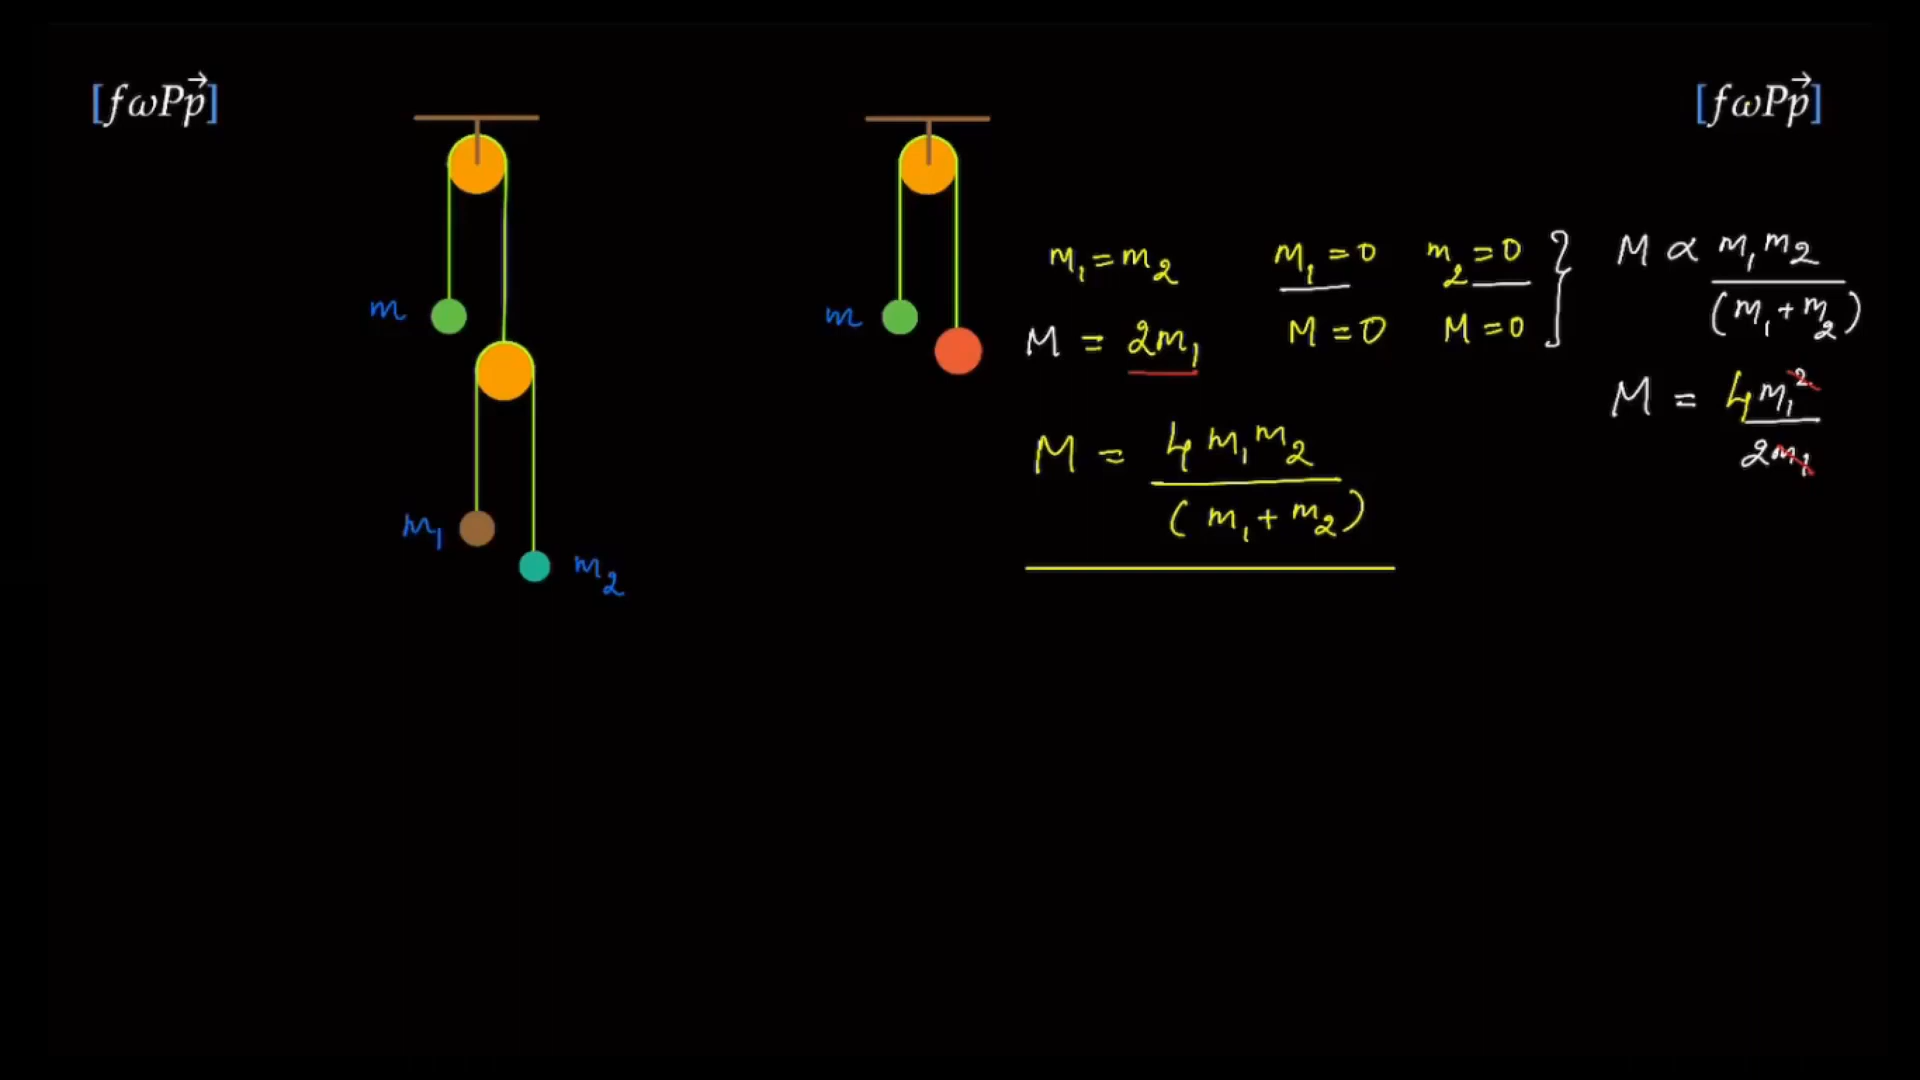 [fωPp⃗]
[fωPp⃗]
m₁ = m₂
m₁ = 0
m₂ = 0
M ∝ m₁m₂ / (m₁ + m₂)
m
m
M = 2m₁
M = 0
M = 0
M = 4m₁² / 2m₁
M = 4m₁m₂ / (m₁ + m₂)
m₁
m₂